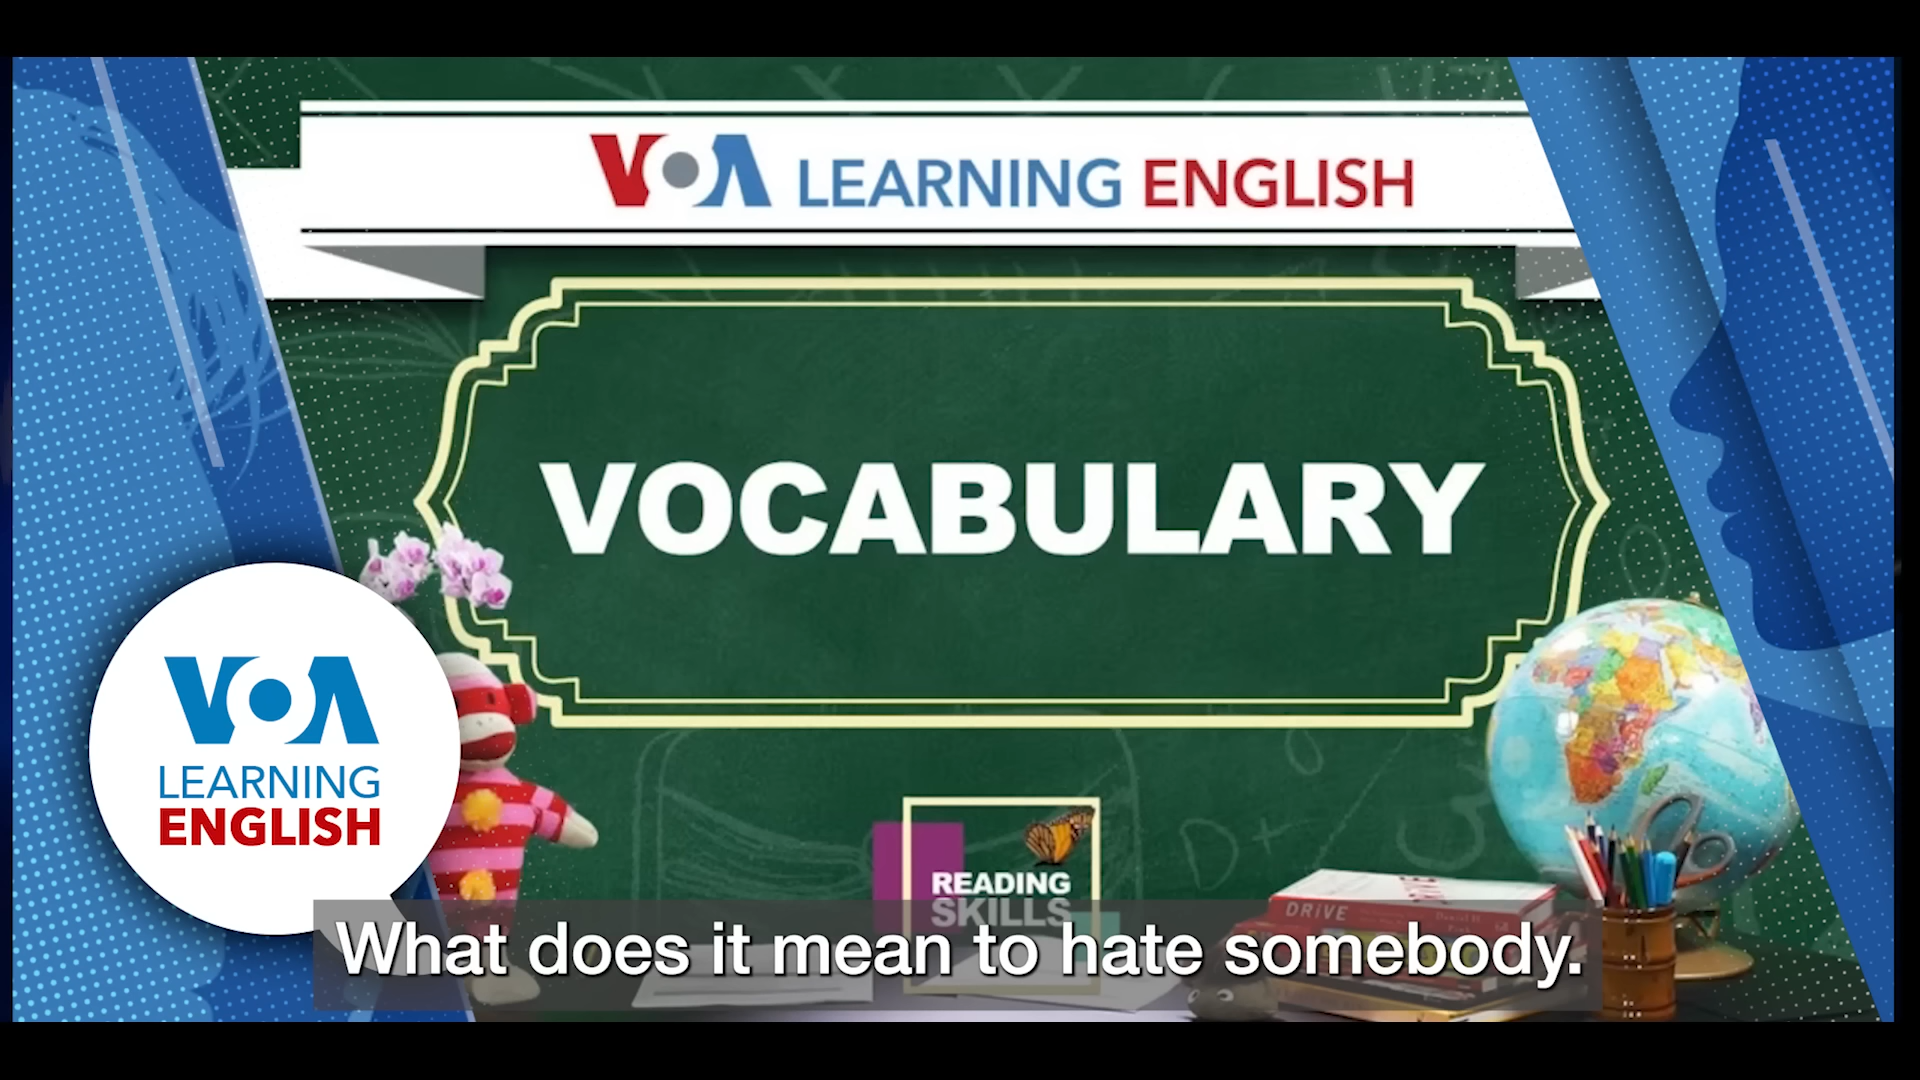 VOA LEARNING ENGLISH
VOCABULARY
VOA
LEARNING
ENGLISH
READING
SKILLS
DRiVE
What does it mean to hate somebody.